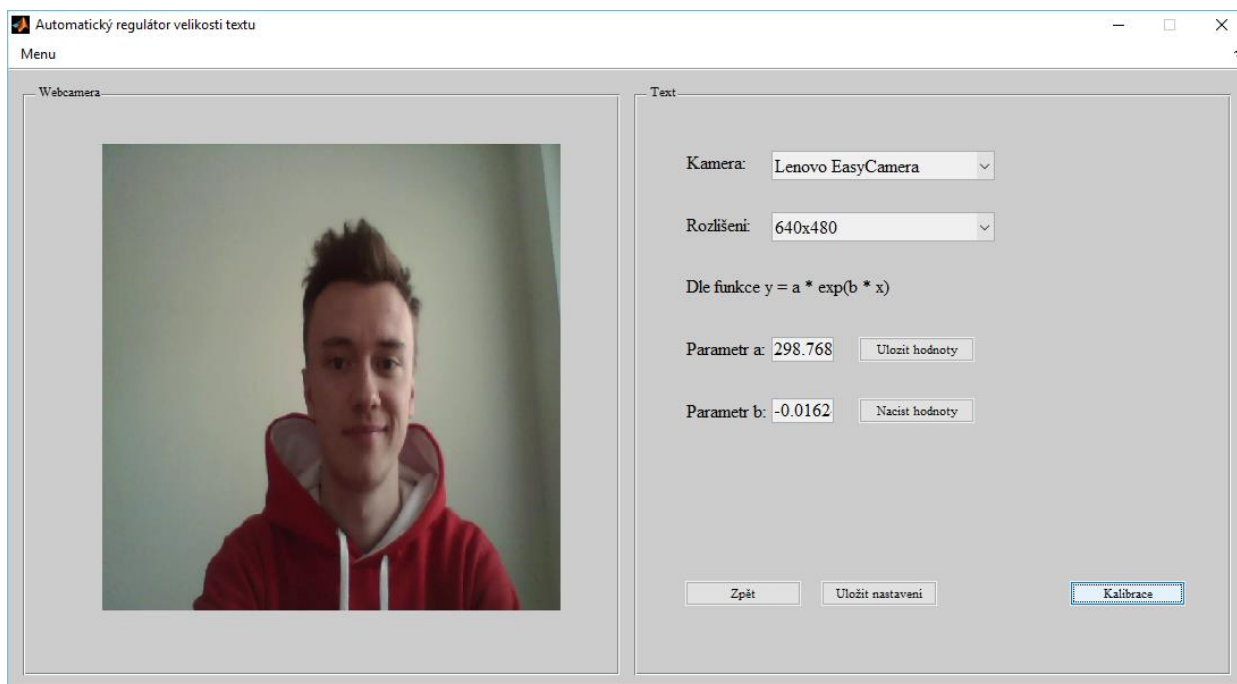 Automatický regulátor velikosti textu
Menu
Webcamera
Text
Kamera: Lenovo EasyCamera
Rozlišení: 640x480
Dle funkce y = a * exp(b * x)
Parametr a: 298.768 Ulozit hodnoty
Parametr b: -0.0162 Nacist hodnoty
Zpět Uložit nastavení Kalibrace